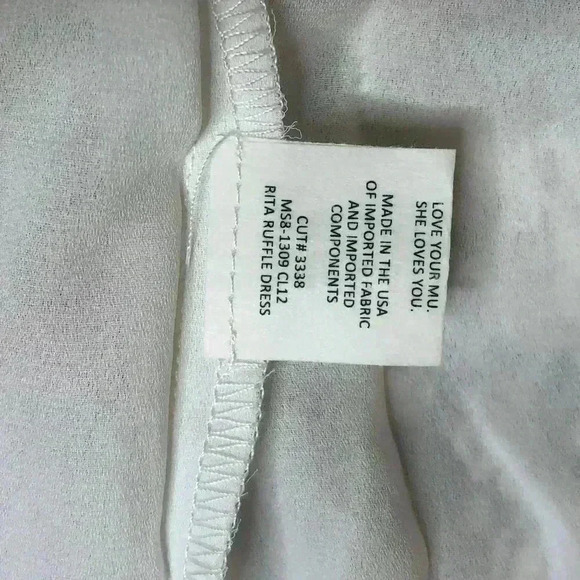 LOVE YOUR MU.
SHE LOVES YOU.
MADE IN THE USA
OF IMPORTED FABRIC
AND IMPORTED
COMPONENTS
CUT# 3338
MS8-1309 CL12
RITA RUFFLE DRESS